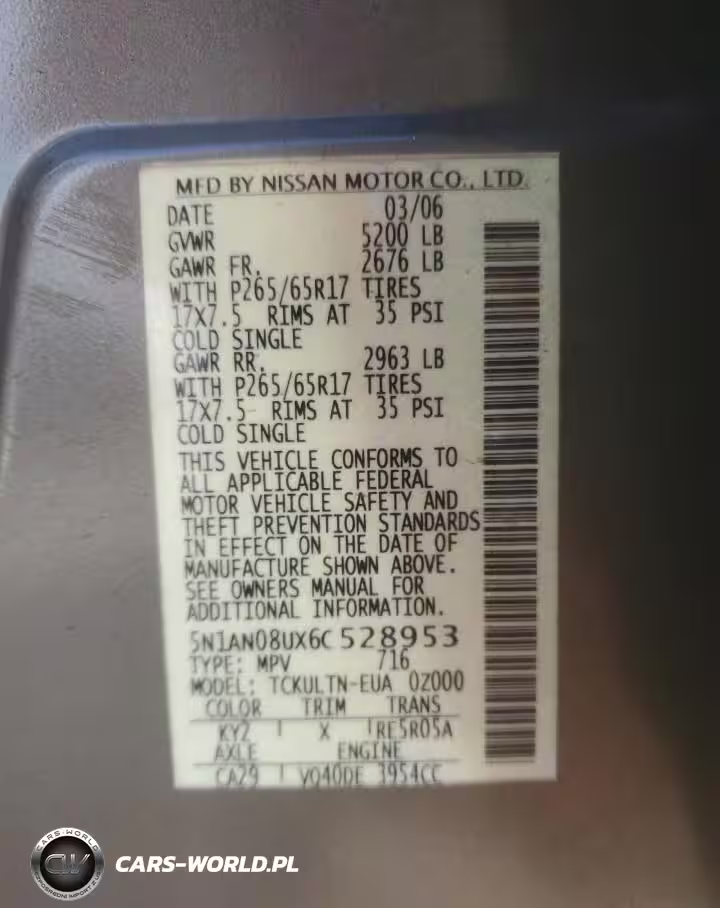 MFD BY NISSAN MOTOR CO., LTD.
DATE 03/06
GVWR 5200 LB
GAWR FR. 2676 LB
WITH P265/65R17 TIRES
17X7.5 RIMS AT 35 PSI
COLD SINGLE
GAWR RR. 2963 LB
WITH P265/65R17 TIRES
17X7.5 RIMS AT 35 PSI
COLD SINGLE
THIS VEHICLE CONFORMS TO
ALL APPLICABLE FEDERAL
MOTOR VEHICLE SAFETY AND
THEFT PREVENTION STANDARDS
IN EFFECT ON THE DATE OF
MANUFACTURE SHOWN ABOVE.
SEE OWNERS MANUAL FOR
ADDITIONAL INFORMATION.
5N1AN08UX6C528953
TYPE: MPV 716
MODEL: TCKULTN-EUA 0Z000
COLOR TRIM TRANS
KY2 X RE5R05A
AXLE ENGINE
CA29 VQ40DE 3954CC
CARS-WORLD
CW
CARS-WORLD.PL